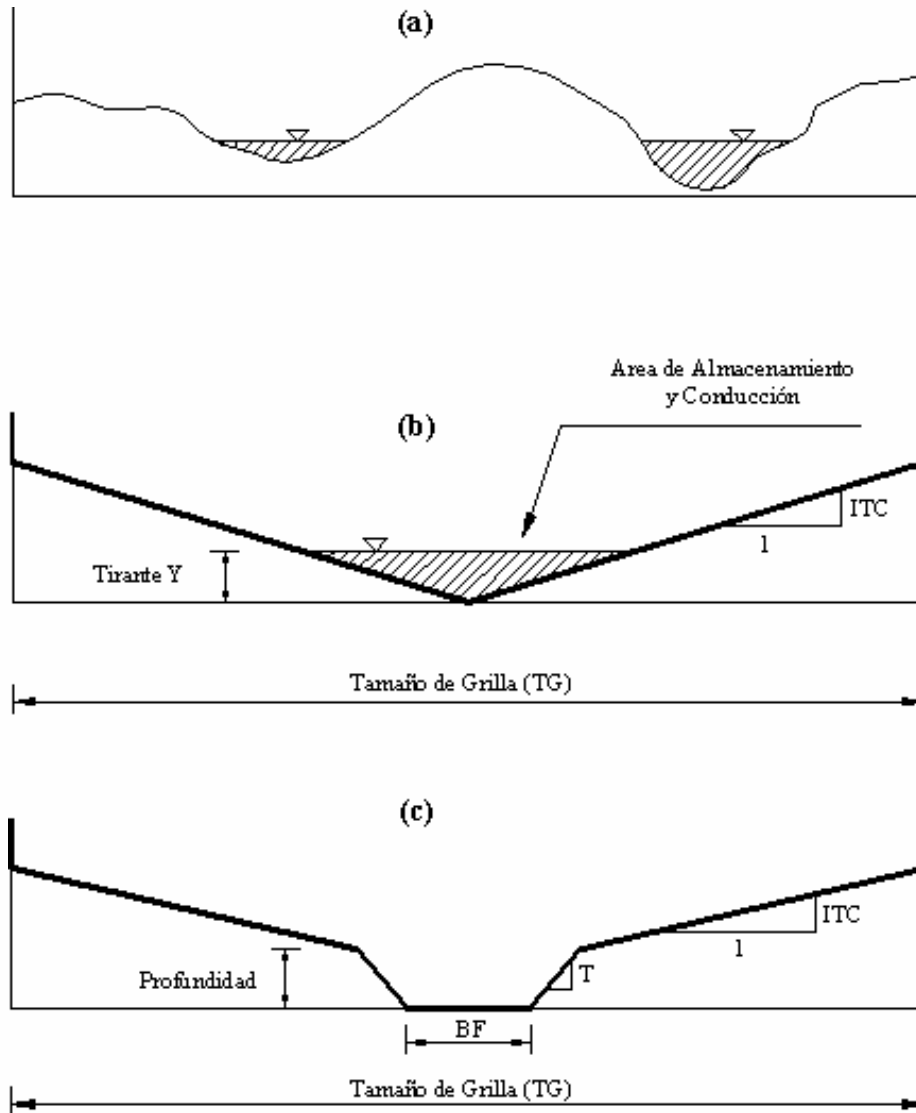 (a)
Area de Almacenamiento
y Conducción
(b)
ITC
1
Tirante Y
Tamaño de Grilla (TG)
(c)
ITC
1
T
Profundidad
BF
Tamaño de Grilla (TG)